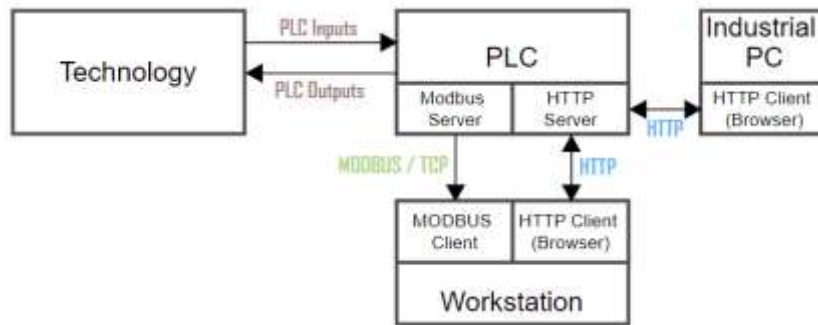 Technology
PLC Inputs
PLC Outputs
PLC
Modbus
Server
HTTP
Server
Industrial
PC
HTTP Client
(Browser)
HTTP
MODBUS / TCP
HTTP
MODBUS
Client
HTTP Client
(Browser)
Workstation